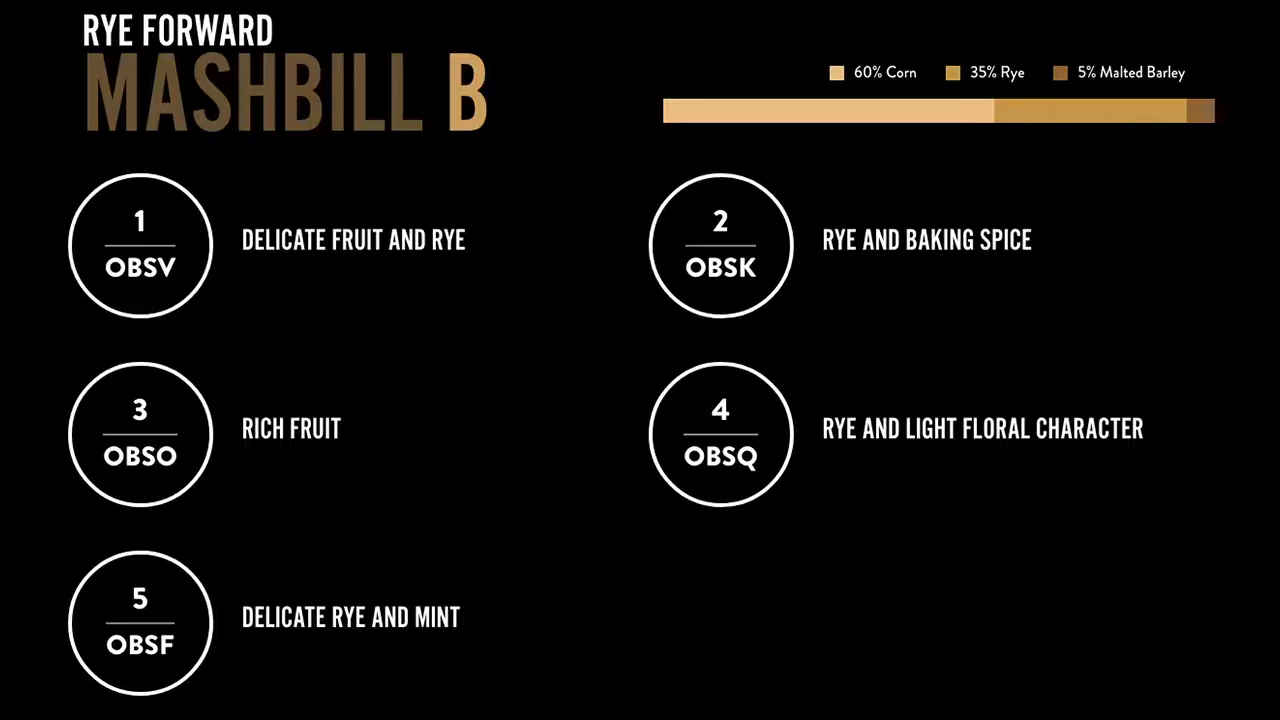 RYE FORWARD
MASHBILL B
60% Corn 35% Rye 5% Malted Barley
1
OBSV
DELICATE FRUIT AND RYE
2
OBSK
RYE AND BAKING SPICE
3
OBSO
RICH FRUIT
4
OBSQ
RYE AND LIGHT FLORAL CHARACTER
5
OBSF
DELICATE RYE AND MINT